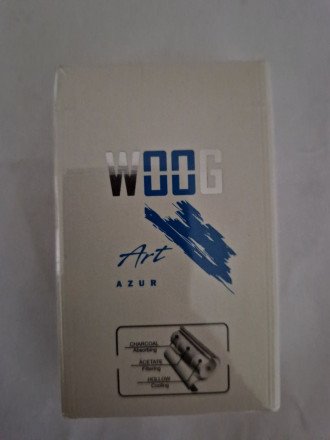 WOOG
Art
AZUR
CHARCOAL
Absorbing
ACETATE
Filtering
HOLLOW
Cooling